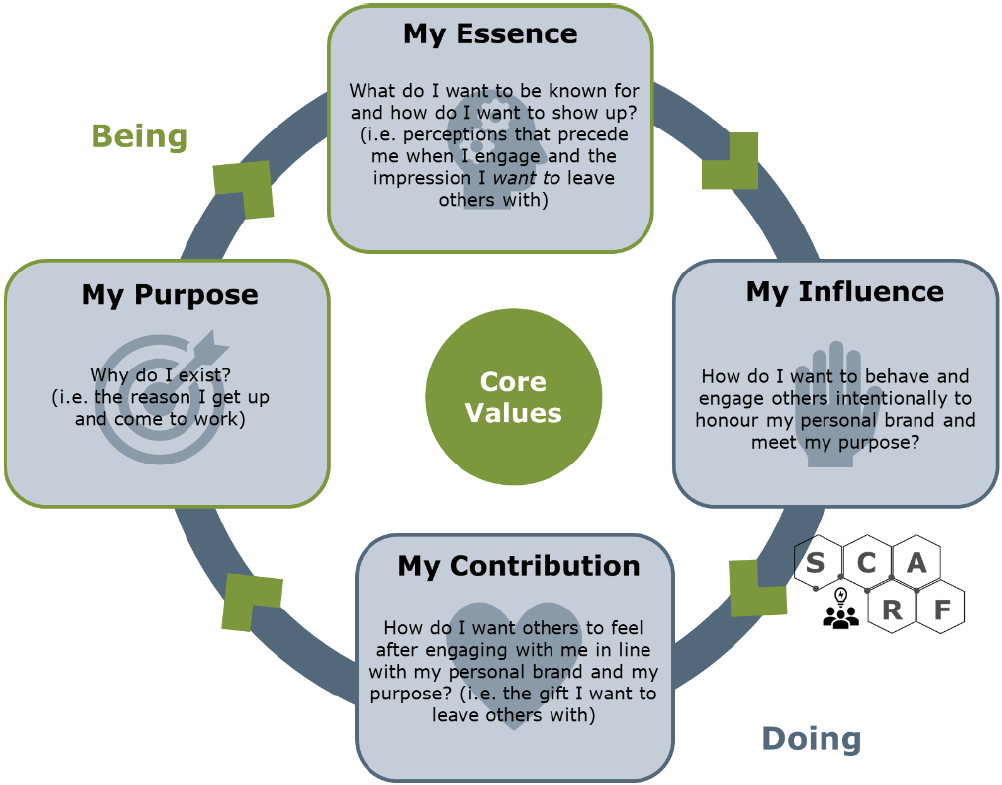 My Essence
What do I want to be known for
and how do I want to show up?
(i.e. perceptions that precede
me when I engage and the
impression I want to leave
others with)
Being
My Purpose
Why do I exist?
(i.e. the reason I get up
and come to work)
Core
Values
My Influence
How do I want to behave and
engage others intentionally to
honour my personal brand and
meet my purpose?
S C A
R F
My Contribution
How do I want others to feel
after engaging with me in line
with my personal brand and my
purpose? (i.e. the gift I want to
leave others with)
Doing